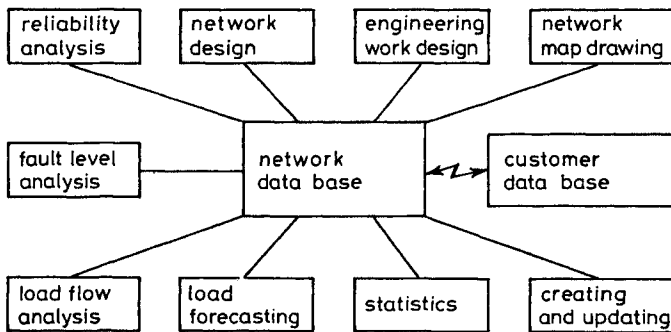 reliability
analysis
network
design
engineering
work design
network
map drawing
fault level
analysis
network
data base
customer
data base
load flow
analysis
load
forecasting
statistics
creating
and updating